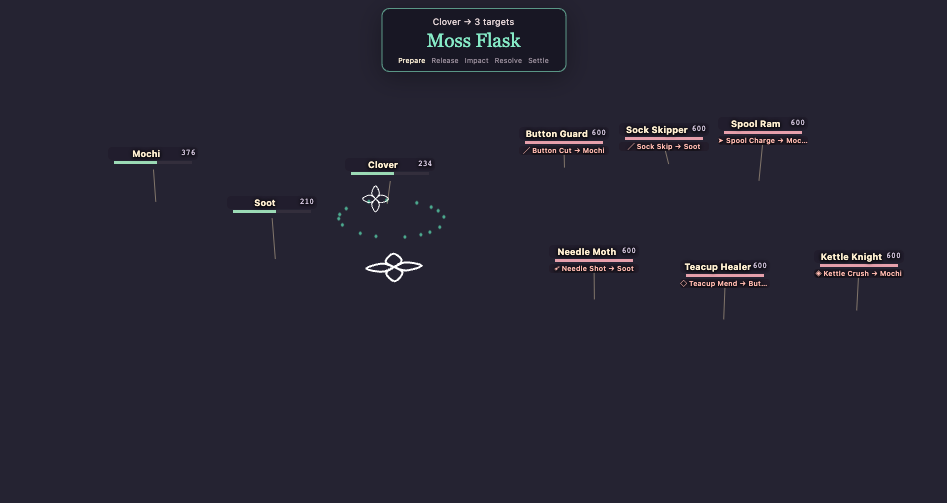 Clover → 3 targets
Moss Flask
Prepare Release Impact Resolve Settle
Mochi 376
Soot 210
Clover 234
Button Guard 600
╱ Button Cut → Mochi
Sock Skipper 600
╱ Sock Skip → Soot
Spool Ram 600
➤ Spool Charge → Moc...
Needle Moth 600
➶ Needle Shot → Soot
Teacup Healer 600
◇ Teacup Mend → But...
Kettle Knight 600
◈ Kettle Crush → Mochi